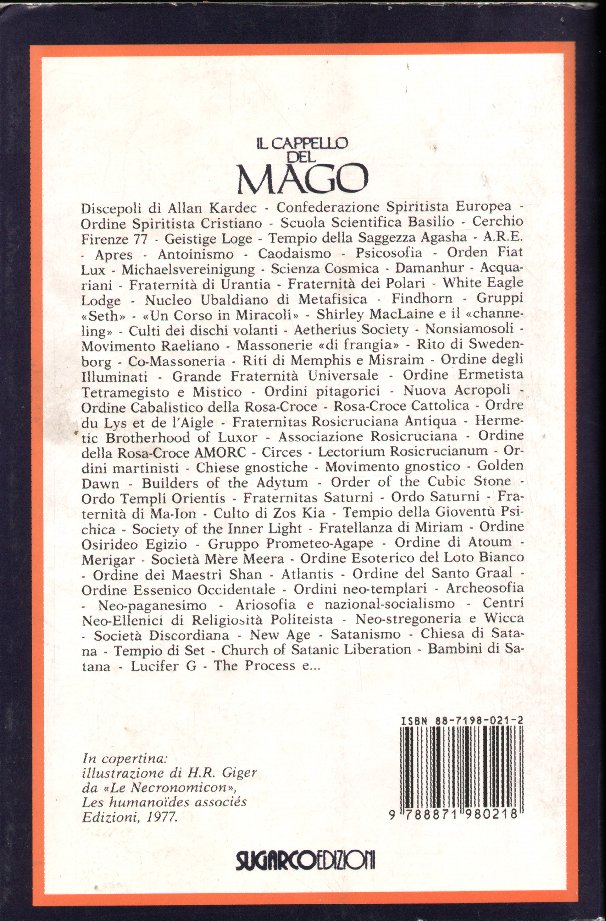 IL CAPPELLO
DEL
MAGO
Discepoli di Allan Kardec - Confederazione Spiritista Europea -
Ordine Spiritista Cristiano - Scuola Scientifica Basilio - Cerchio
Firenze 77 - Geistige Loge - Tempio della Saggezza Agasha - A.R.E.
- Apres - Antoinismo - Caodaismo - Psicosofia - Orden Fiat
Lux - Michaelsvereinigung - Scienza Cosmica - Damanhur - Acqua-
riani - Fraternità di Urantia - Fraternità dei Polari - White Eagle
Lodge - Nucleo Ubaldiano di Metafisica - Findhorn - Gruppi
«Seth» - «Un Corso in Miracoli» - Shirley MacLaine e il «channe-
ling» - Culti dei dischi volanti - Aetherius Society - Nonsiamosoli -
Movimento Raeliano - Massonerie «di frangia» - Rito di Sweden-
borg - Co-Massoneria - Riti di Memphis e Misraim - Ordine degli
Illuminati - Grande Fraternità Universale - Ordine Ermetista
Tetramegisto e Mistico - Ordini pitagorici - Nuova Acropoli -
Ordine Cabalistico della Rosa-Croce - Rosa-Croce Cattolica - Ordre
du Lys et de l'Aigle - Fraternitas Rosicruciana Antiqua - Herme-
tic Brotherhood of Luxor - Associazione Rosicruciana - Ordine
della Rosa-Croce AMORC - Circes - Lectorium Rosicrucianum - Or-
dini martinisti - Chiese gnostiche - Movimento gnostico - Golden
Dawn - Builders of the Adytum - Order of the Cubic Stone -
Ordo Templi Orientis - Fraternitas Saturni - Ordo Saturni - Fra-
ternità di Ma-Ion - Culto di Zos Kia - Tempio della Gioventù Psi-
chica - Society of the Inner Light - Fratellanza di Miriam - Ordine
Osirideo Egizio - Gruppo Prometeo-Agape - Ordine di Atoum -
Merigar - Società Mère Meera - Ordine Esoterico del Loto Bianco
- Ordine dei Maestri Shan - Atlantis - Ordine del Santo Graal -
Ordine Essenico Occidentale - Ordini neo-templari - Archeosofia
- Neo-paganesimo - Ariosofia e nazional-socialismo - Centri
Neo-Ellenici di Religiosità Politeista - Neo-stregoneria e Wicca
- Società Discordiana - New Age - Satanismo - Chiesa di Sata-
na - Tempio di Set - Church of Satanic Liberation - Bambini di Sa-
tana - Lucifer G - The Process e...
ISBN 88-7198-021-2
In copertina:
illustrazione di H.R. Giger
da «Le Necronomicon»,
Les humanoïdes associés
Edizioni, 1977.
9 788871 980218
SUGARCOEDIZIONI